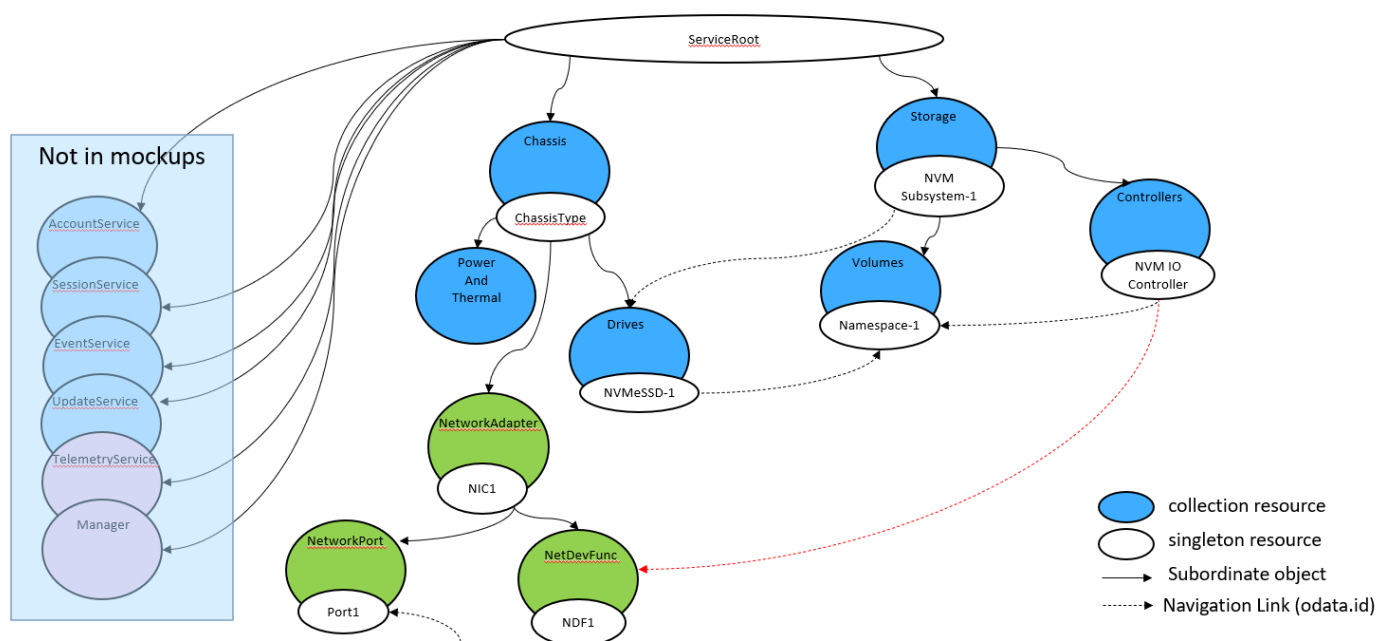 ServiceRoot
Not in mockups
AccountService
SessionService
EventService
UpdateService
TelemetryService
Manager
Chassis
ChassisType
Power
And
Thermal
Storage
NVM
Subsystem-1
Controllers
NVM IO
Controller
Volumes
Namespace-1
Drives
NVMeSSD-1
NetworkAdapter
NIC1
NetworkPort
Port1
NetDevFunc
NDF1
collection resource
singleton resource
Subordinate object
Navigation Link (odata.id)